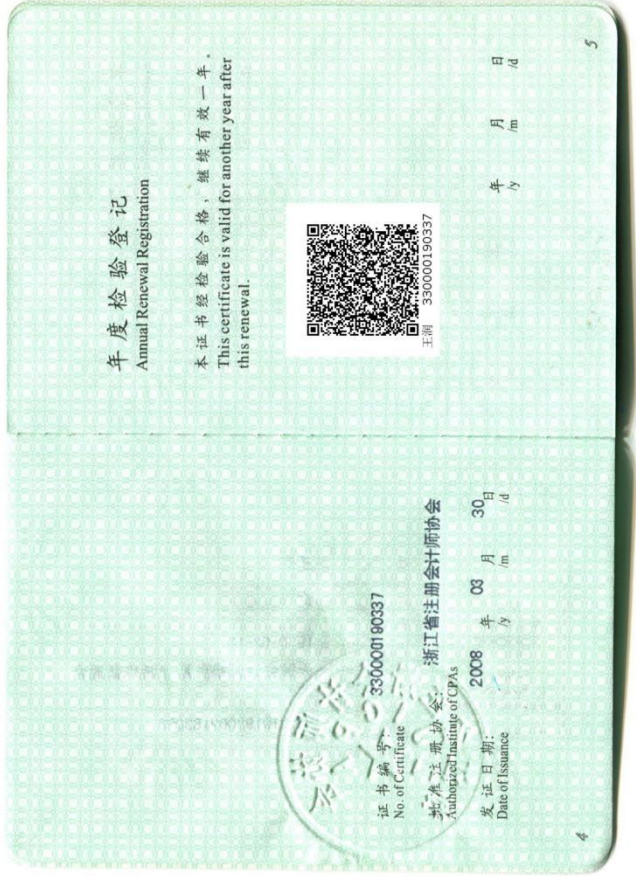 年度检验登记
Annual Renewal Registration
本证书经检验合格，继续有效一年。
This certificate is valid for another year after
this renewal.
王润 330000190337
年 月 日
/y /m /d
5
证书编号: 330000190337
No. of Certificate
批准注册协会: 浙江省注册会计师协会
Authorized Institute of CPAs
发证日期: 2008 年 03 月 30 日
Date of Issuance /y /m /d
4